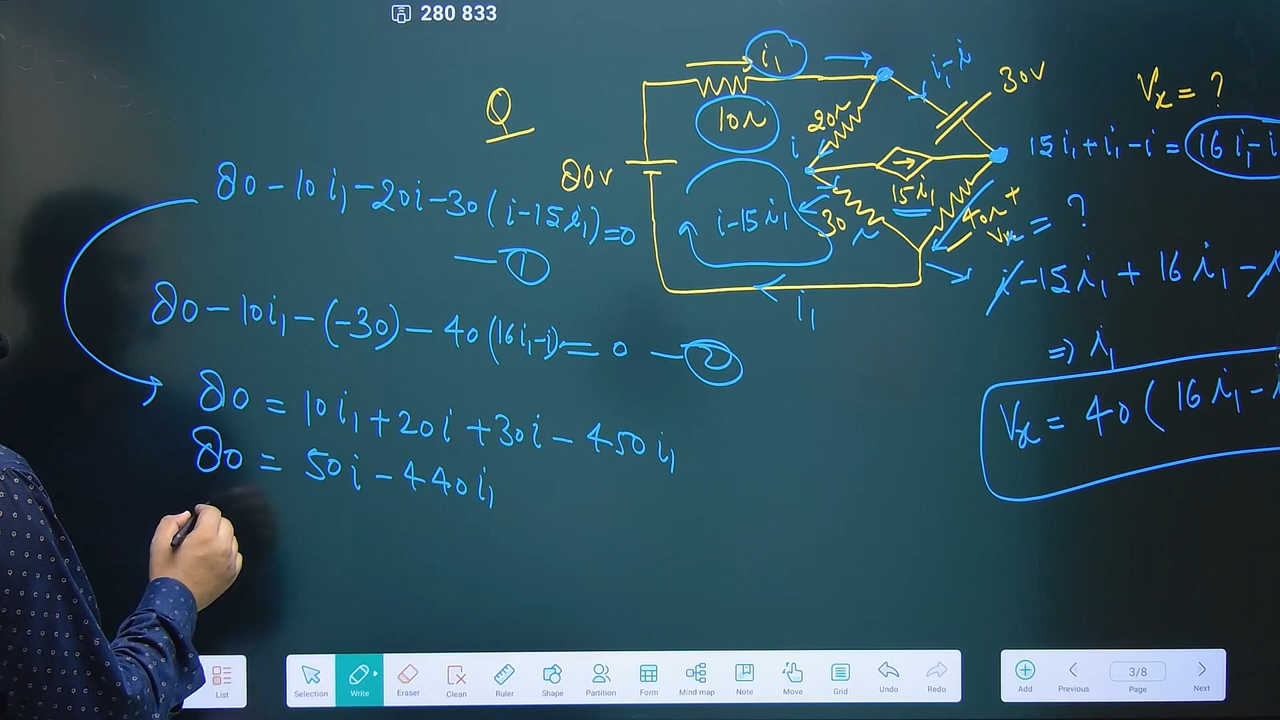 280 833
Q
i₁
10Ω
80V
20Ω
i
i₁-i
30V
15i₁
i-15i₁
30Ω
40Ω
+
Vx
i₁
Vx = ?
15i₁+i₁-i = 16i₁-i
= ?
i-15i₁ + 16i₁-
⇒ i₁
Vx = 40(16i₁-i
80-10i₁-20i-30(i-15i₁)=0
—①
80-10i₁-(-30)-40(16i₁-i)=0 —②
80 = 10i₁+20i+30i-450i₁
80 = 50i-440i₁
List
Selection Write Eraser Clean Ruler Shape Partition Form Mind map Note Move Grid Undo Redo
Add Previous 3/8 Page Next